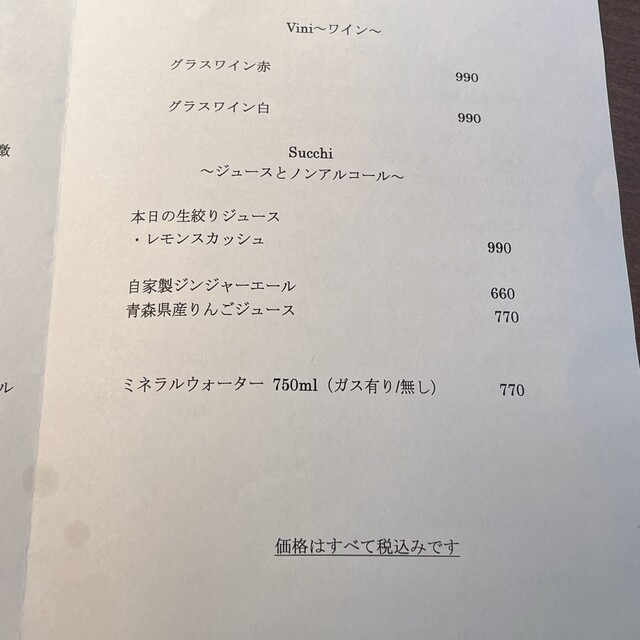 Vini～ワイン～
グラスワイン赤 990
グラスワイン白 990
Succhi
～ジュースとノンアルコール～
本日の生絞りジュース
・レモンスカッシュ 990
自家製ジンジャーエール 660
青森県産りんごジュース 770
ミネラルウォーター 750ml（ガス有り/無し） 770
価格はすべて税込みです
徴
ル